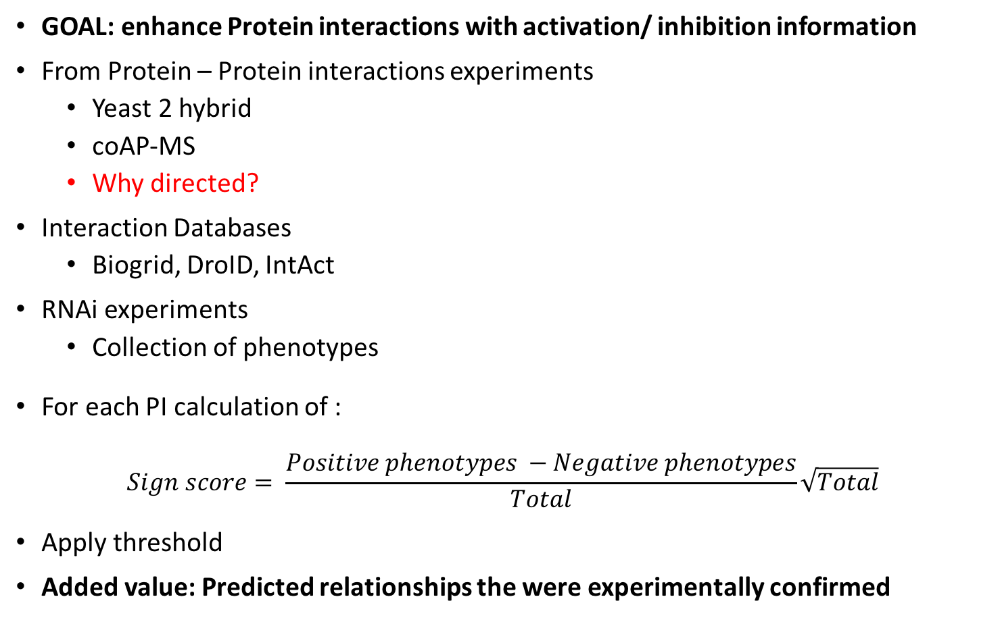 • GOAL: enhance Protein interactions with activation/ inhibition information
• From Protein – Protein interactions experiments
• Yeast 2 hybrid
• coAP-MS
• Why directed?
• Interaction Databases
• Biogrid, DroID, IntAct
• RNAi experiments
• Collection of phenotypes
• For each PI calculation of :
Sign score = (Positive phenotypes − Negative phenotypes) / Total √Total
• Apply threshold
• Added value: Predicted relationships the were experimentally confirmed